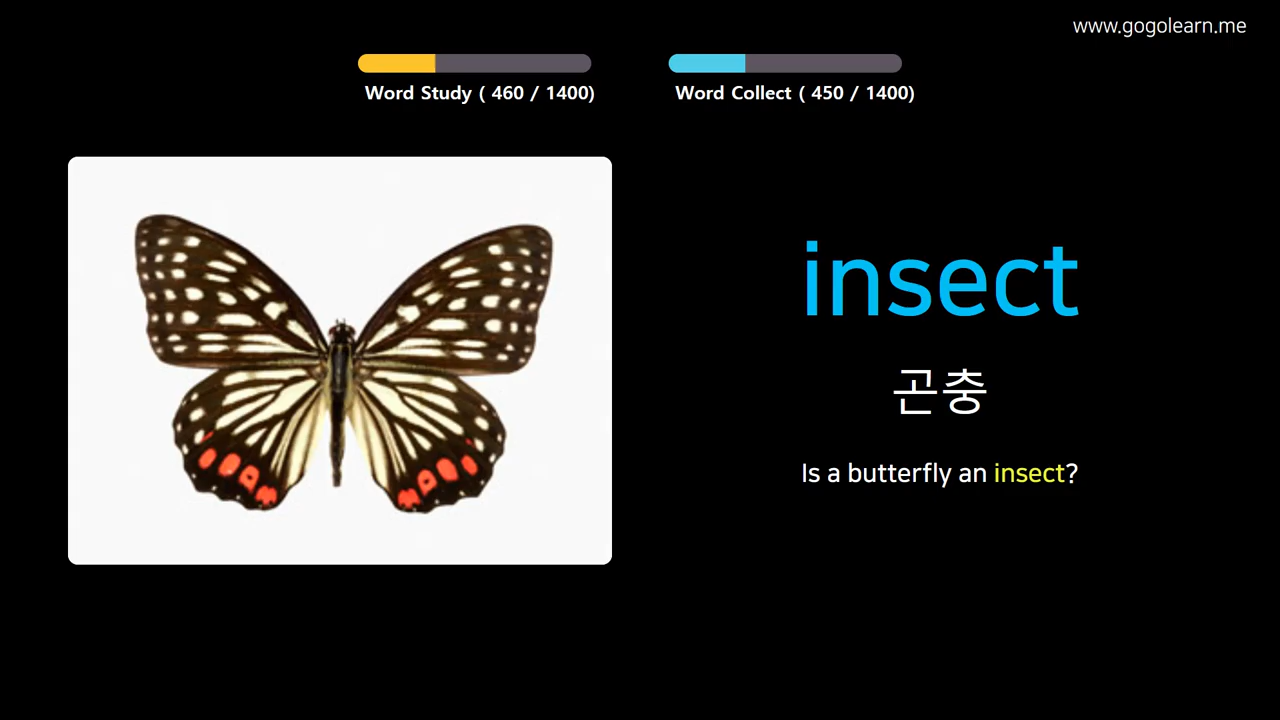 www.gogolearn.me
Word Study ( 460 / 1400)
Word Collect ( 450 / 1400)
insect
곤충
Is a butterfly an insect?